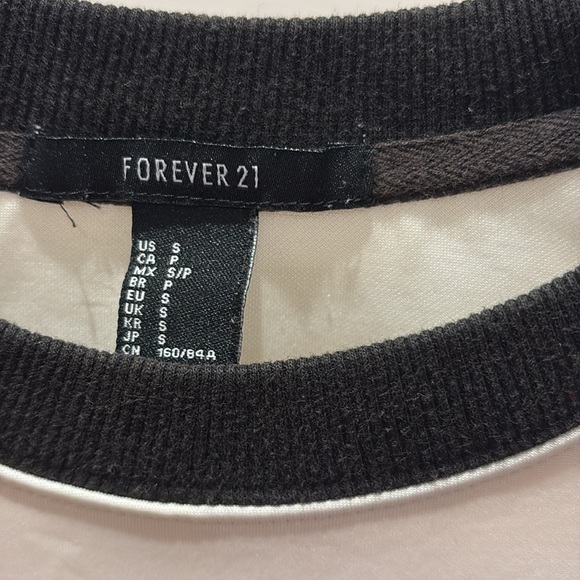 FOREVER 21
US S
CA P
MX S/P
BR P
EU S
UK S
KR S
JP S
CN 160/84A